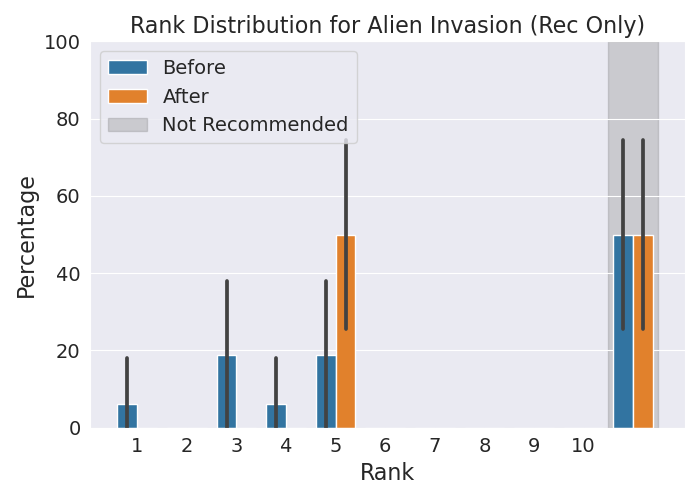 Rank Distribution for Alien Invasion (Rec Only)
100
80
60
40
20
0
Percentage
Before
After
Not Recommended
1 2 3 4 5 6 7 8 9 10
Rank